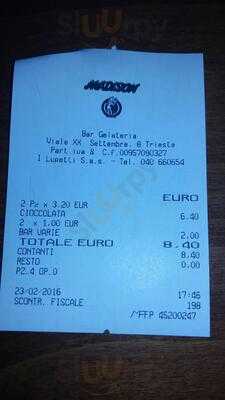 MADISON
Bar Gelateria
Viale XX Settembre, 8 Trieste
Part.iva & C.f.00957090327
I Lupetti S.a.s. - Tel. 040 660654
EURO
2 Pz x 3.20 EUR
CIOCCOLATA 6.40
2 x 1.00 EUR
BAR VARIE 2.00
TOTALE EURO 8.40
CONTANTI 8.40
RESTO 0.00
PZ.4 OP.0
23-02-2016 17:46
SCONTR. FISCALE 198
/^FFP 45200247